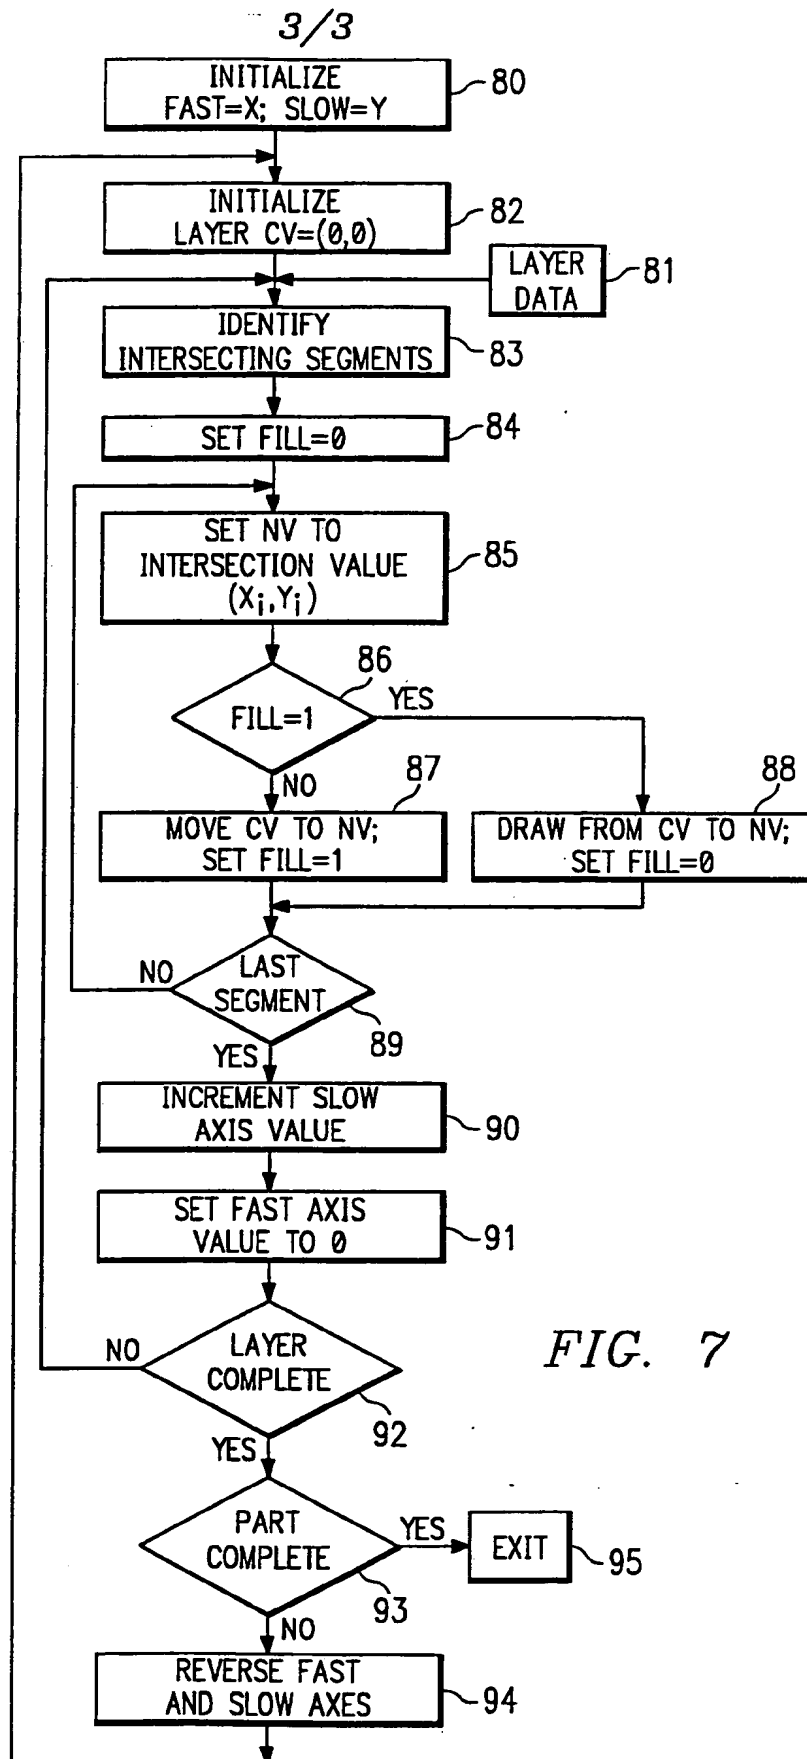 3/3
INITIALIZE
FAST=X; SLOW=Y
80
INITIALIZE
LAYER CV=(0,0)
82
LAYER
DATA
81
IDENTIFY
INTERSECTING SEGMENTS
83
SET FILL=0
84
SET NV TO
INTERSECTION VALUE
(Xi,Yi)
85
86
FILL=1
YES
NO
87
MOVE CV TO NV;
SET FILL=1
88
DRAW FROM CV TO NV;
SET FILL=0
NO
LAST
SEGMENT
89
YES
INCREMENT SLOW
AXIS VALUE
90
SET FAST AXIS
VALUE TO 0
91
NO
LAYER
COMPLETE
92
FIG. 7
YES
PART
COMPLETE
YES
93
EXIT
95
NO
REVERSE FAST
AND SLOW AXES
94